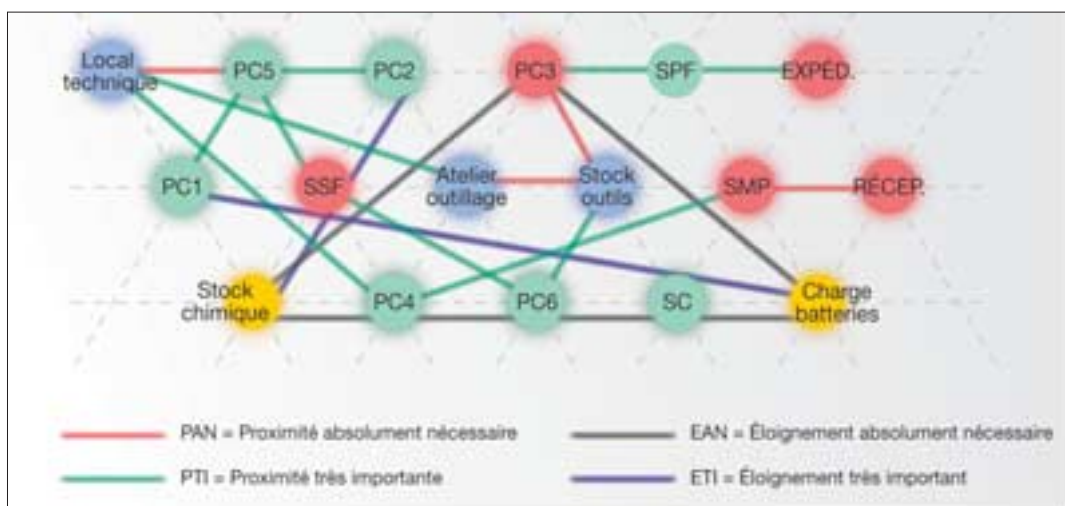 Local
technique
PC5
PC2
PC3
SPF
EXPÉD.
PC1
SSF
Atelier
outillage
Stock
outils
SMP
RÉCEP.
Stock
chimique
PC4
PC6
SC
Charge
batteries
PAN = Proximité absolument nécessaire
EAN = Éloignement absolument nécessaire
PTI = Proximité très importante
ETI = Éloignement très important